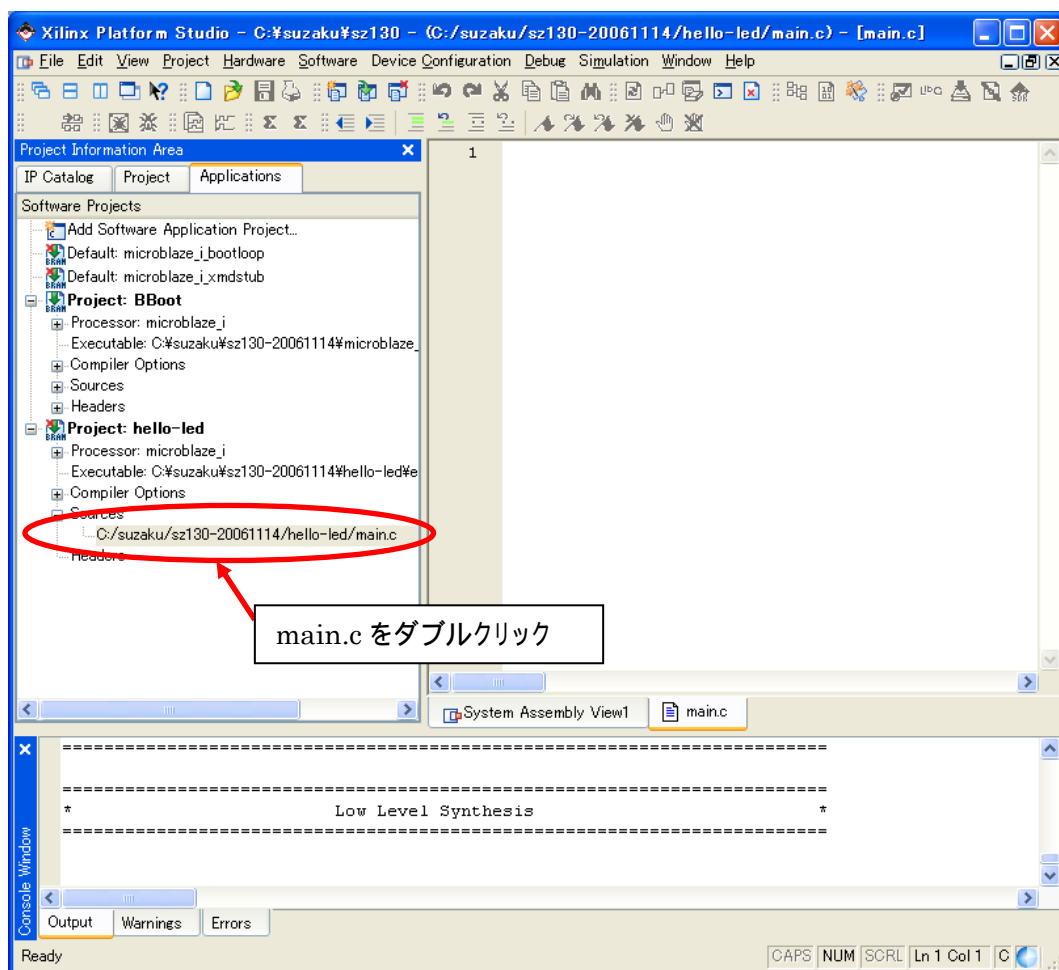 Xilinx Platform Studio - C:¥suzaku¥sz130 - (C:/suzaku/sz130-20061114/hello-led/main.c) - [main.c]
File Edit View Project Hardware Software Device Configuration Debug Simulation Window Help
Project Information Area
IP Catalog Project Applications
Software Projects
Add Software Application Project...
Default: microblaze_i_bootloop
Default: microblaze_i_xmdstub
Project: BBoot
Processor: microblaze_i
Executable: C:¥suzaku¥sz130-20061114¥microblaze_
Compiler Options
Sources
Headers
Project: hello-led
Processor: microblaze_i
Executable: C:¥suzaku¥sz130-20061114¥hello-led¥e
Compiler Options
Sources
C:/suzaku/sz130-20061114/hello-led/main.c
Headers
main.c をダブルクリック
1
System Assembly View1 main.c
=========================================================================
=========================================================================
* Low Level Synthesis *
=========================================================================
Console Window
Output Warnings Errors
Ready CAPS NUM SCRL Ln 1 Col 1 C